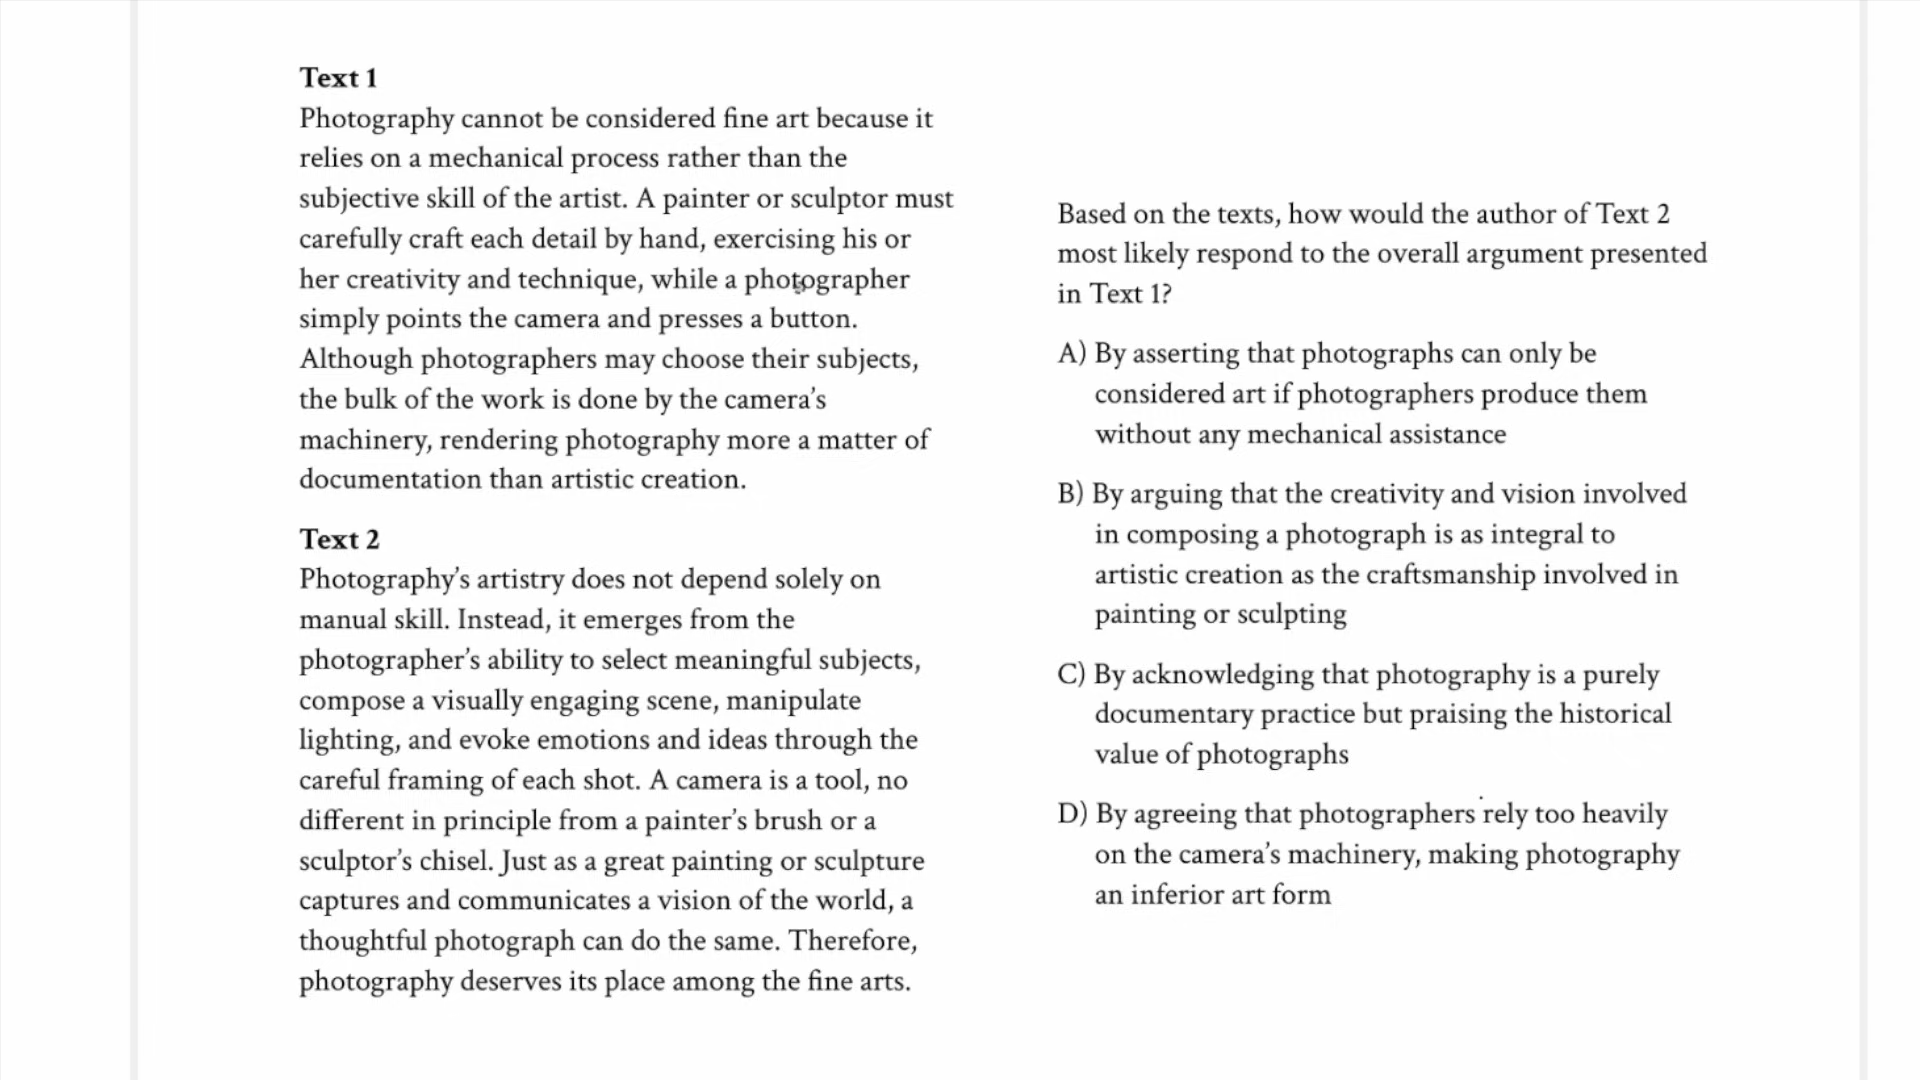 Text 1
Photography cannot be considered fine art because it
relies on a mechanical process rather than the
subjective skill of the artist. A painter or sculptor must
carefully craft each detail by hand, exercising his or
her creativity and technique, while a photographer
simply points the camera and presses a button.
Although photographers may choose their subjects,
the bulk of the work is done by the camera’s
machinery, rendering photography more a matter of
documentation than artistic creation.
Text 2
Photography’s artistry does not depend solely on
manual skill. Instead, it emerges from the
photographer’s ability to select meaningful subjects,
compose a visually engaging scene, manipulate
lighting, and evoke emotions and ideas through the
careful framing of each shot. A camera is a tool, no
different in principle from a painter’s brush or a
sculptor’s chisel. Just as a great painting or sculpture
captures and communicates a vision of the world, a
thoughtful photograph can do the same. Therefore,
photography deserves its place among the fine arts.
Based on the texts, how would the author of Text 2
most likely respond to the overall argument presented
in Text 1?
A) By asserting that photographs can only be
considered art if photographers produce them
without any mechanical assistance
B) By arguing that the creativity and vision involved
in composing a photograph is as integral to
artistic creation as the craftsmanship involved in
painting or sculpting
C) By acknowledging that photography is a purely
documentary practice but praising the historical
value of photographs
D) By agreeing that photographers rely too heavily
on the camera’s machinery, making photography
an inferior art form